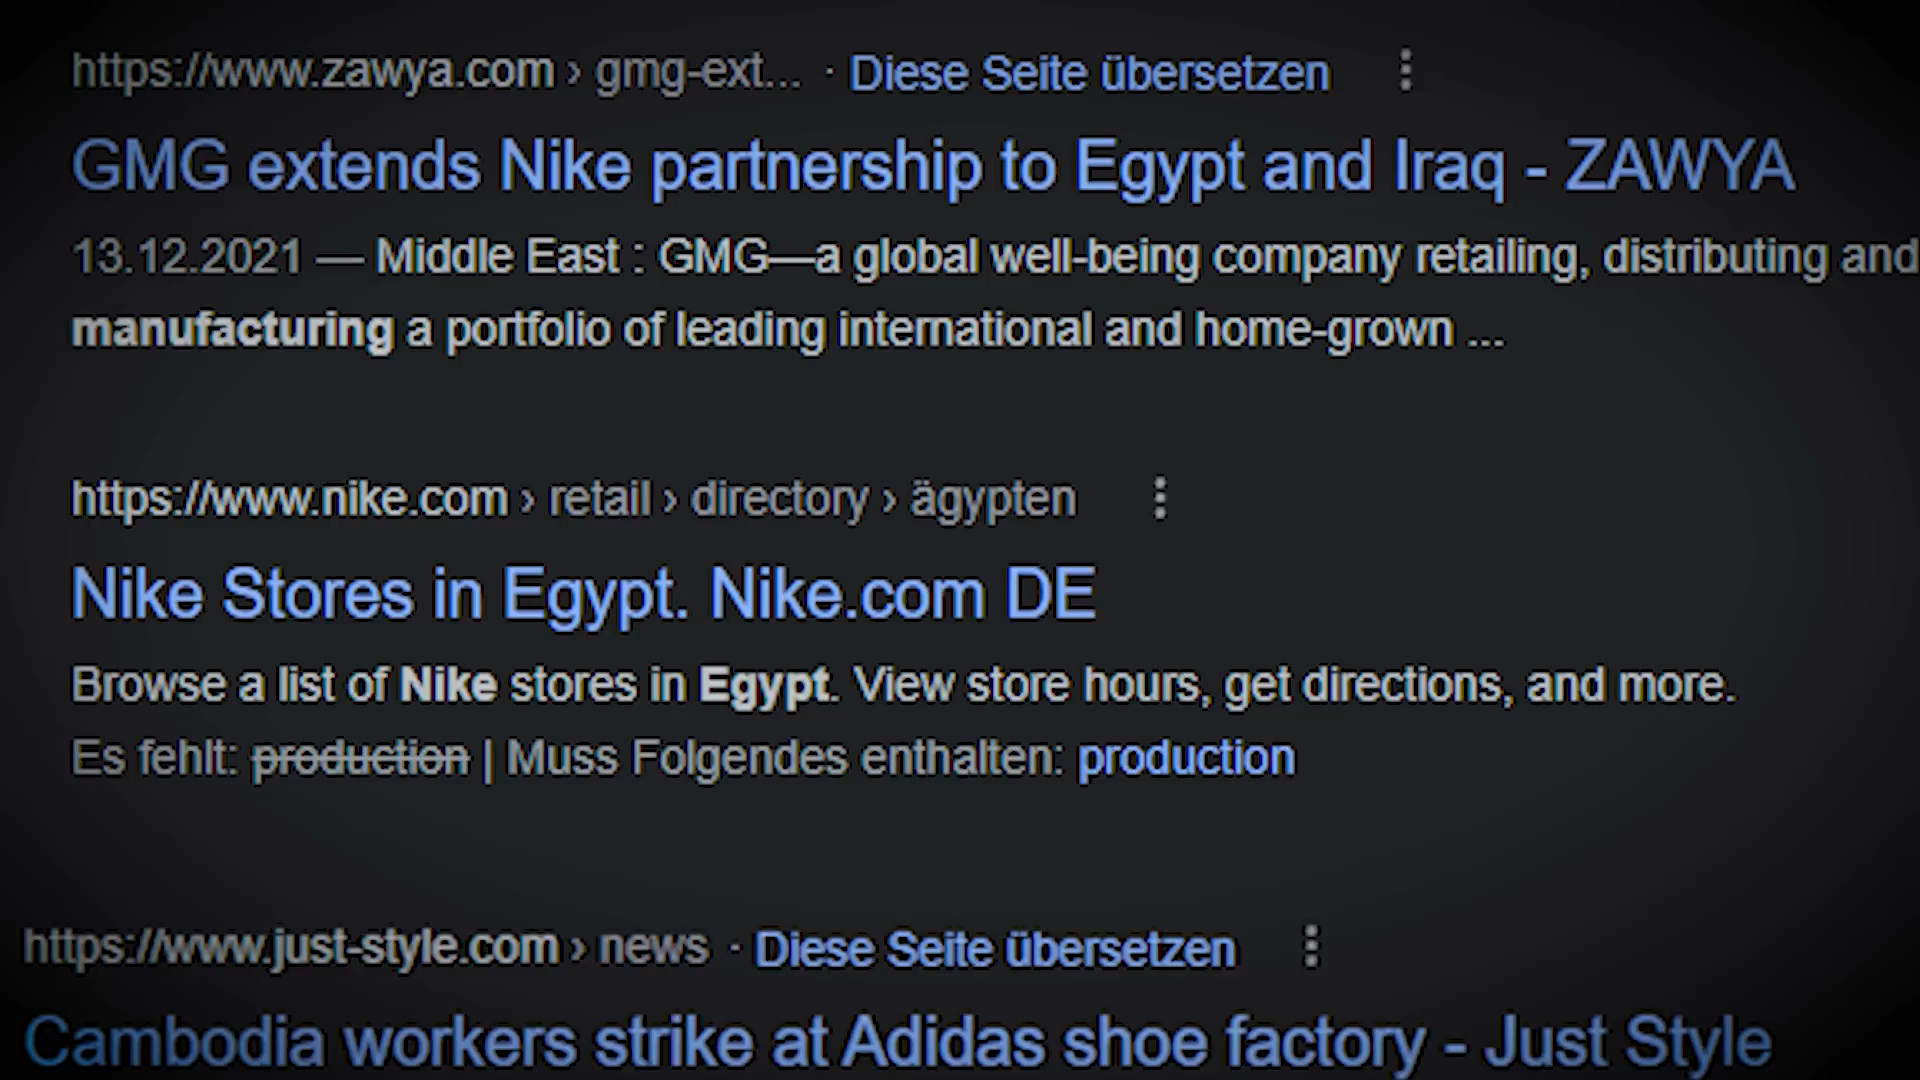 https://www.zawya.com › gmg-ext... · Diese Seite übersetzen
GMG extends Nike partnership to Egypt and Iraq - ZAWYA
13.12.2021 — Middle East : GMG—a global well-being company retailing, distributing and
manufacturing a portfolio of leading international and home-grown ...
https://www.nike.com › retail › directory › ägypten
Nike Stores in Egypt. Nike.com DE
Browse a list of Nike stores in Egypt. View store hours, get directions, and more.
Es fehlt: production | Muss Folgendes enthalten: production
https://www.just-style.com › news · Diese Seite übersetzen
Cambodia workers strike at Adidas shoe factory - Just Style